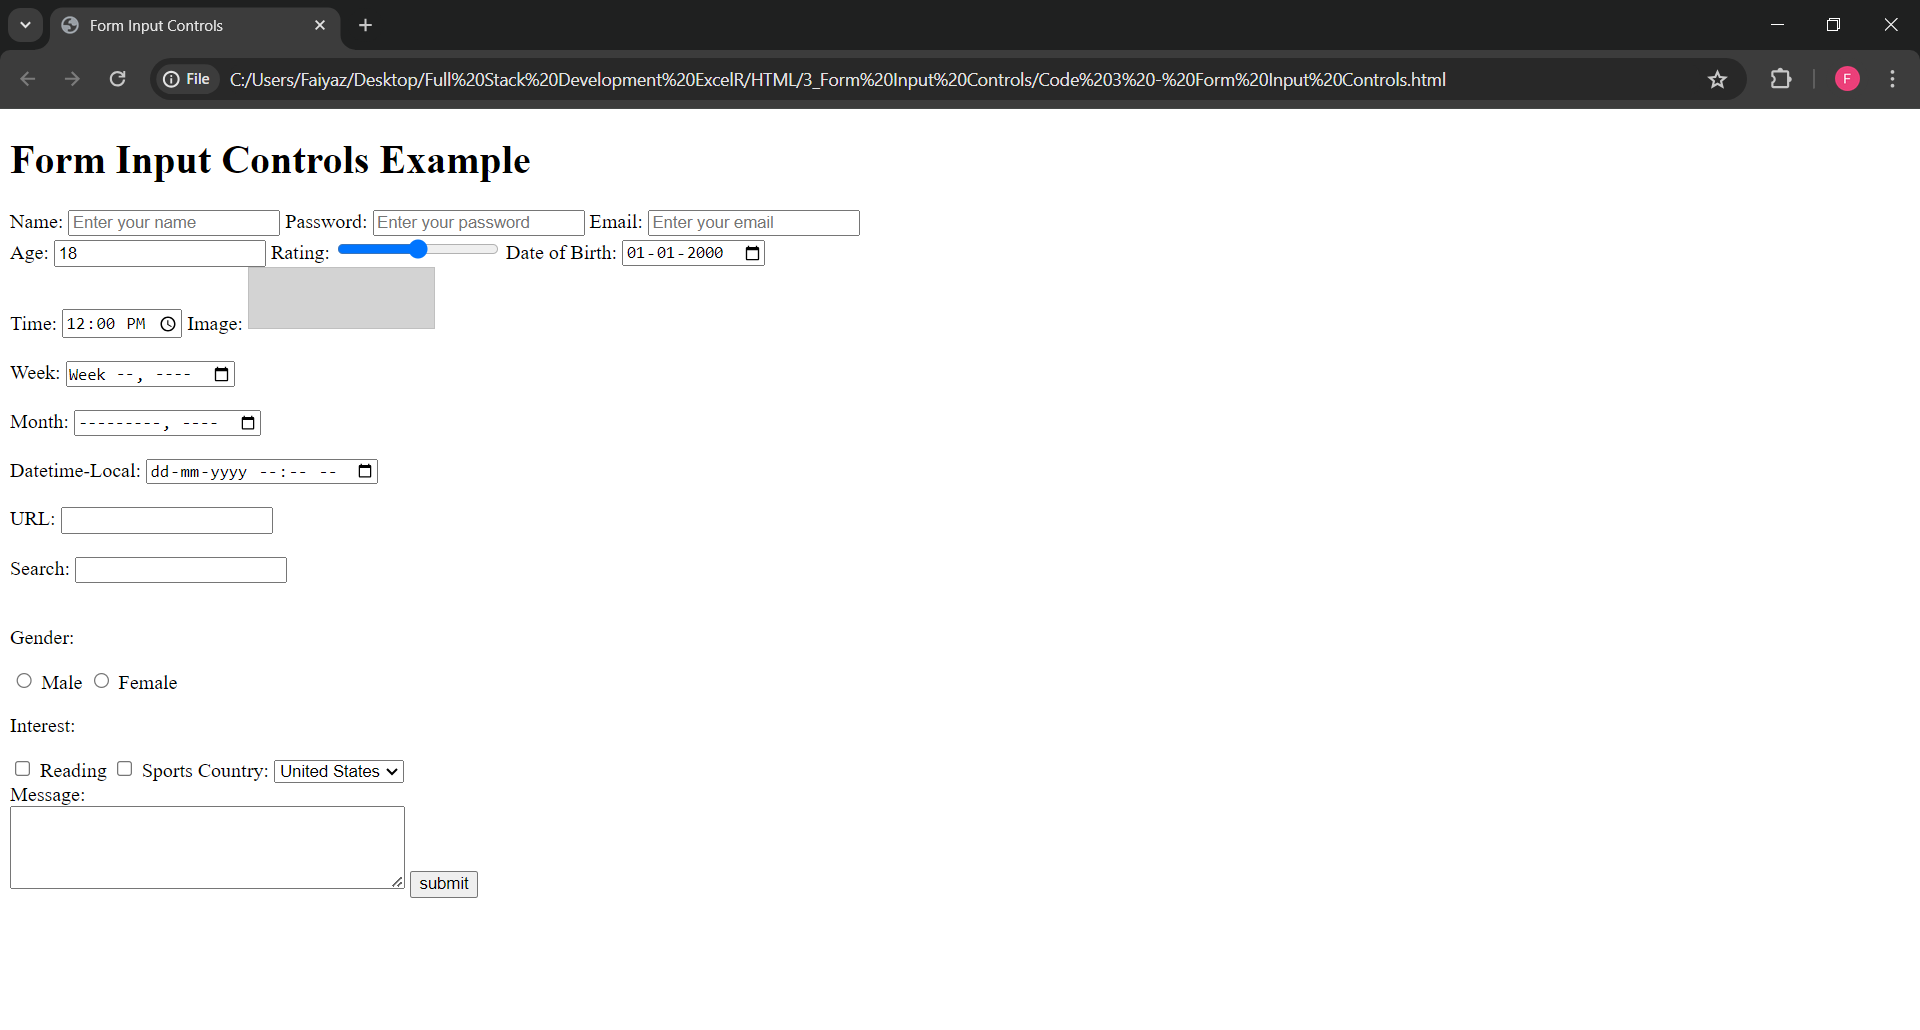 Form Input Controls
File C:/Users/Faiyaz/Desktop/Full%20Stack%20Development%20ExcelR/HTML/3_Form%20Input%20Controls/Code%203%20-%20Form%20Input%20Controls.html F
Form Input Controls Example
Name: Enter your name Password: Enter your password Email: Enter your email
Age: 18 Rating: Date of Birth: 01-01-2000
Time: 12:00 PM Image:
Week: Week --, ----
Month: ---------, ----
Datetime-Local: dd-mm-yyyy --:-- --
URL:
Search:
Gender:
Male Female
Interest:
Reading Sports Country: United States
Message:
submit